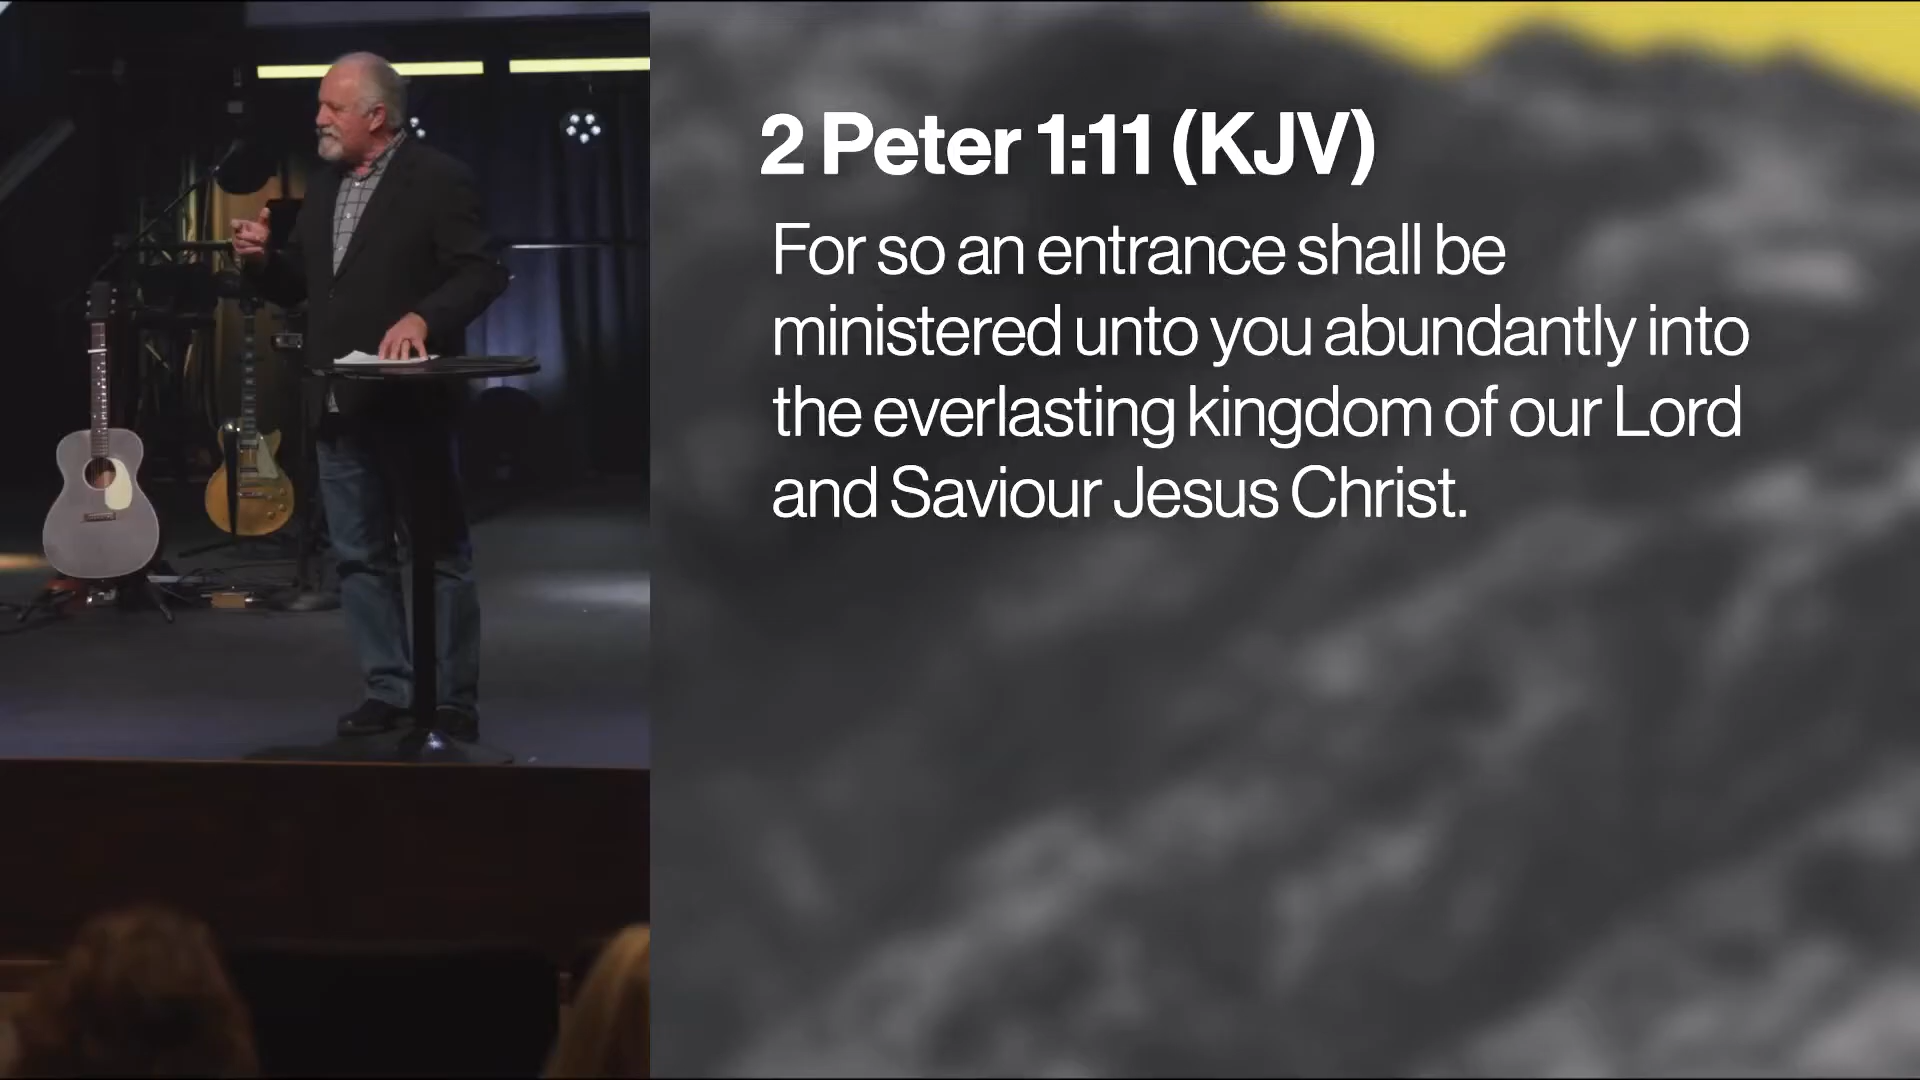 2 Peter 1:11 (KJV)
For so an entrance shall be
ministered unto you abundantly into
the everlasting kingdom of our Lord
and Saviour Jesus Christ.